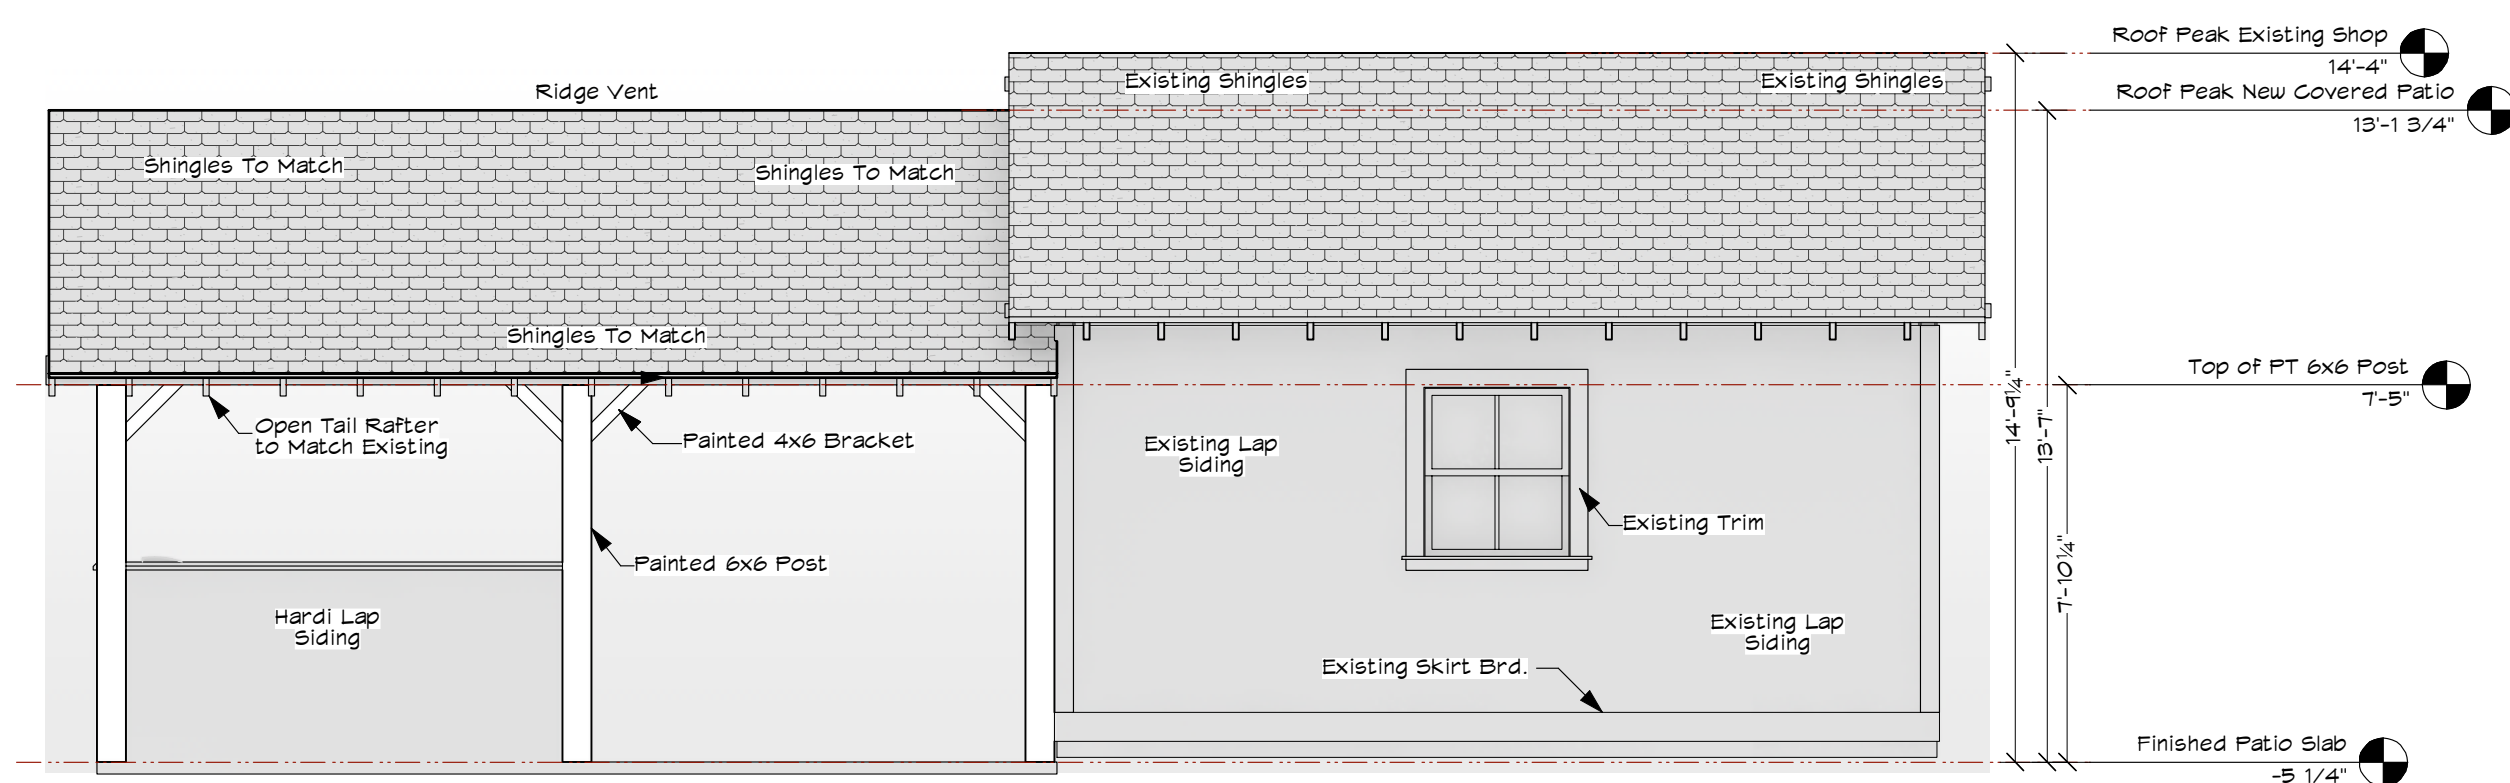 Roof Peak Existing Shop
14'-4"
Existing Shingles
Existing Shingles
Ridge Vent
Roof Peak New Covered Patio
13'-1 3/4"
Shingles To Match
Shingles To Match
Shingles To Match
Top of PT 6x6 Post
7'-5"
14'-9¼"
13'-7"
7'-10¼"
Open Tail Rafter
to Match Existing
Painted 4x6 Bracket
Existing Lap
Siding
Existing Trim
Painted 6x6 Post
Hardi Lap
Siding
Existing Lap
Siding
Existing Skirt Brd.
Finished Patio Slab
-5 1/4"